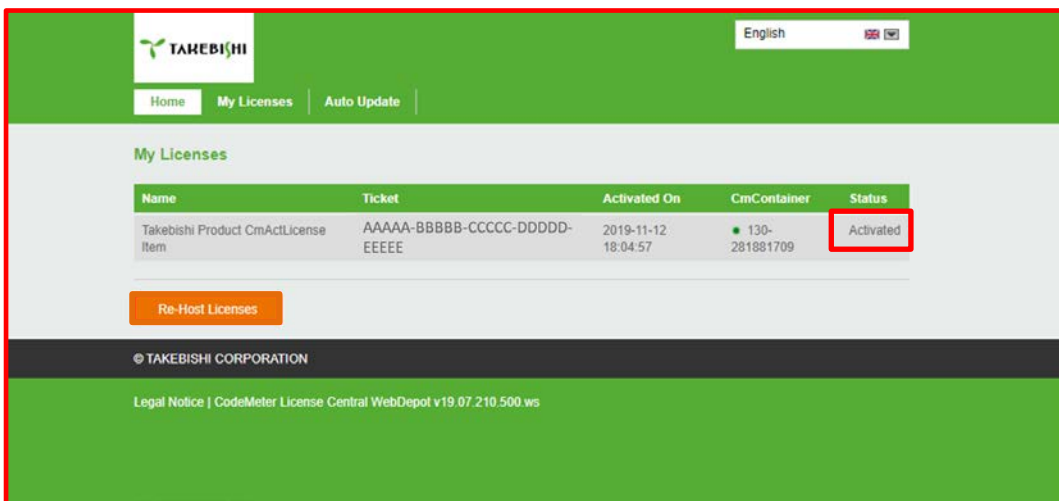 TAKEBISHI
English
Home My Licenses Auto Update
My Licenses
Name Ticket Activated On CmContainer Status
Takebishi Product CmActLicense Item AAAAA-BBBBB-CCCCC-DDDDD-EEEEE 2019-11-12 18:04:57 130-281881709 Activated
Re-Host Licenses
© TAKEBISHI CORPORATION
Legal Notice | CodeMeter License Central WebDepot v19.07.210.500.ws